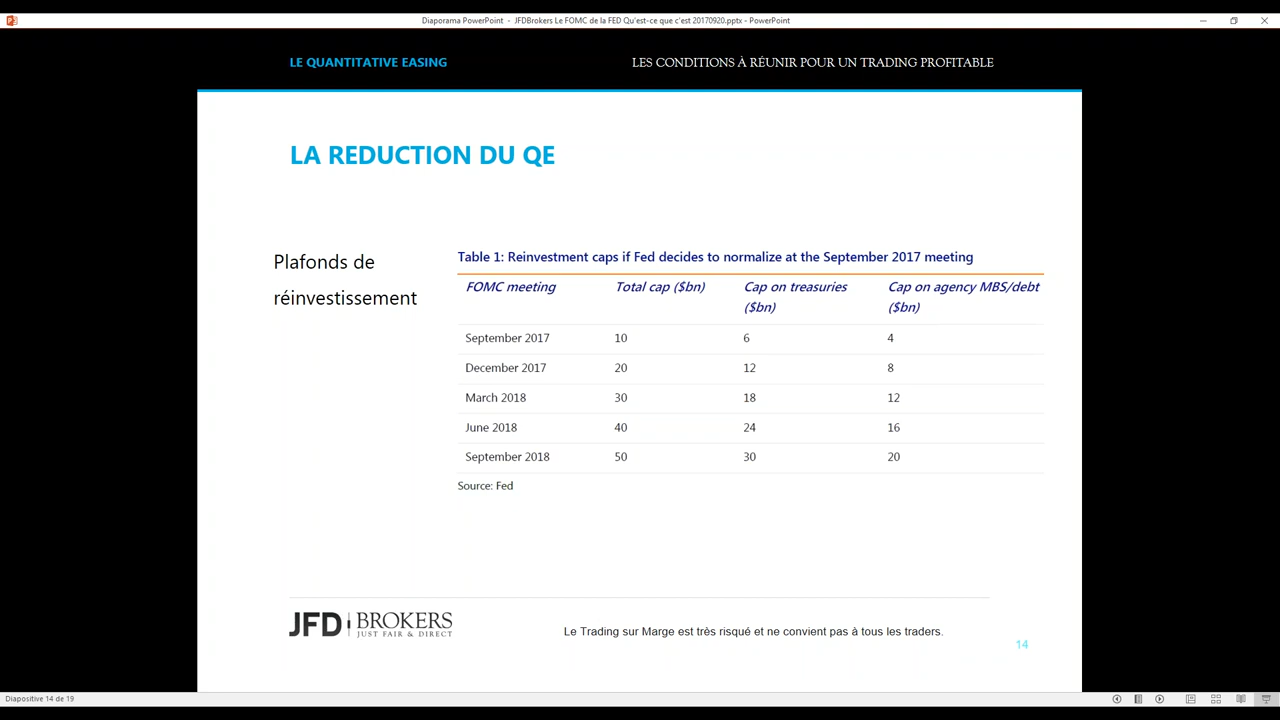 Diaporama PowerPoint - JFDBrokers Le FOMC de la FED Qu'est-ce que c'est 20170920.pptx - PowerPoint
LE QUANTITATIVE EASING
LES CONDITIONS À RÉUNIR POUR UN TRADING PROFITABLE
LA REDUCTION DU QE
Plafonds de
réinvestissement
Table 1: Reinvestment caps if Fed decides to normalize at the September 2017 meeting
FOMC meeting Total cap ($bn) Cap on treasuries ($bn) Cap on agency MBS/debt ($bn)
September 2017 10 6 4
December 2017 20 12 8
March 2018 30 18 12
June 2018 40 24 16
September 2018 50 30 20
Source: Fed
JFD BROKERS
JUST FAIR & DIRECT
Le Trading sur Marge est très risqué et ne convient pas à tous les traders.
14
Diapositive 14 de 19